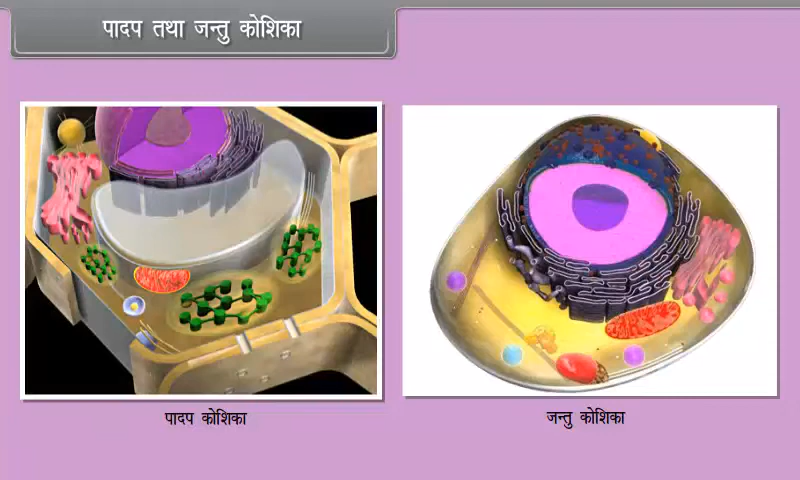 पादप तथा जन्तु कोशिका
पादप कोशिका
जन्तु कोशिका